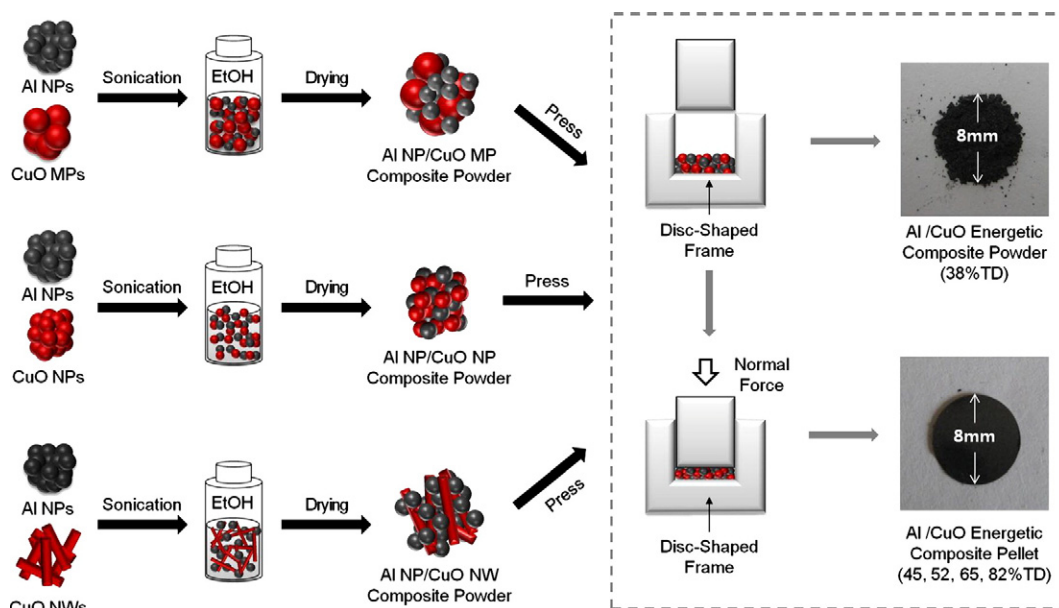 Al NPs
CuO MPs
Sonication
EtOH
Drying
Al NP/CuO MP
Composite Powder
Press
Al NPs
CuO NPs
Sonication
EtOH
Drying
Al NP/CuO NP
Composite Powder
Press
Al NPs
CuO NWs
Sonication
EtOH
Drying
Al NP/CuO NW
Composite Powder
Press
Disc-Shaped
Frame
8mm
Al /CuO Energetic
Composite Powder
(38%TD)
Normal
Force
Disc-Shaped
Frame
8mm
Al /CuO Energetic
Composite Pellet
(45, 52, 65, 82%TD)